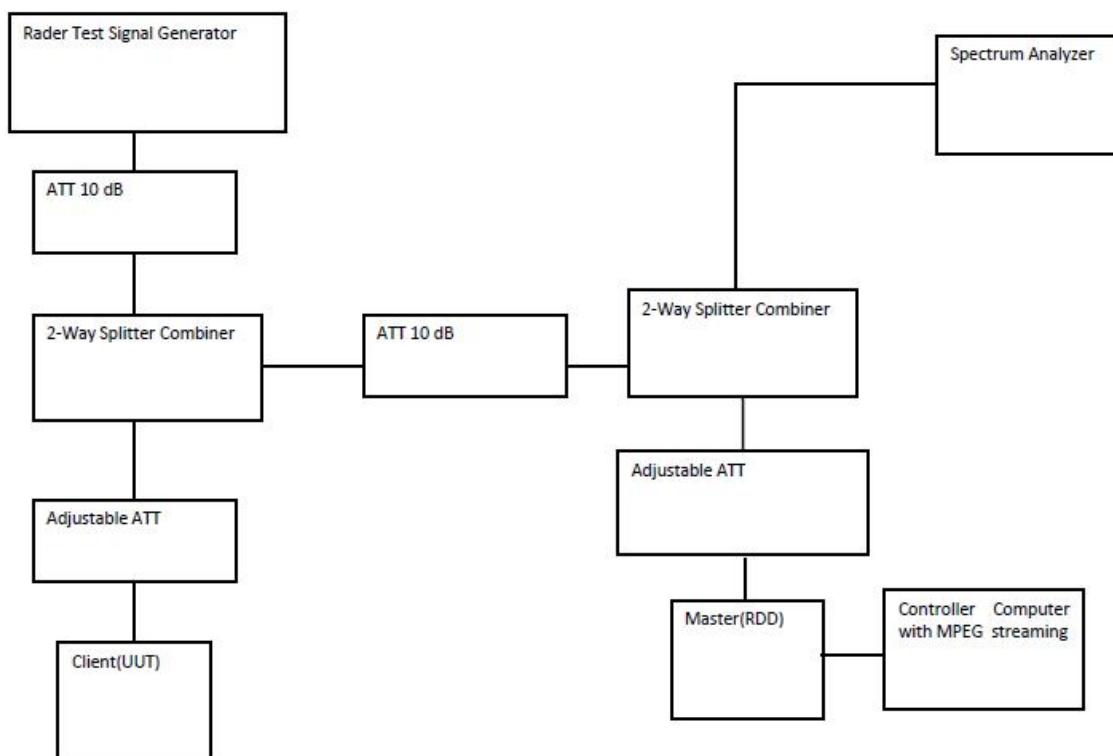 Rader Test Signal Generator
Spectrum Analyzer
ATT 10 dB
2-Way Splitter Combiner
ATT 10 dB
2-Way Splitter Combiner
Adjustable ATT
Adjustable ATT
Client(UUT)
Master(RDD)
Controller Computer
with MPEG streaming